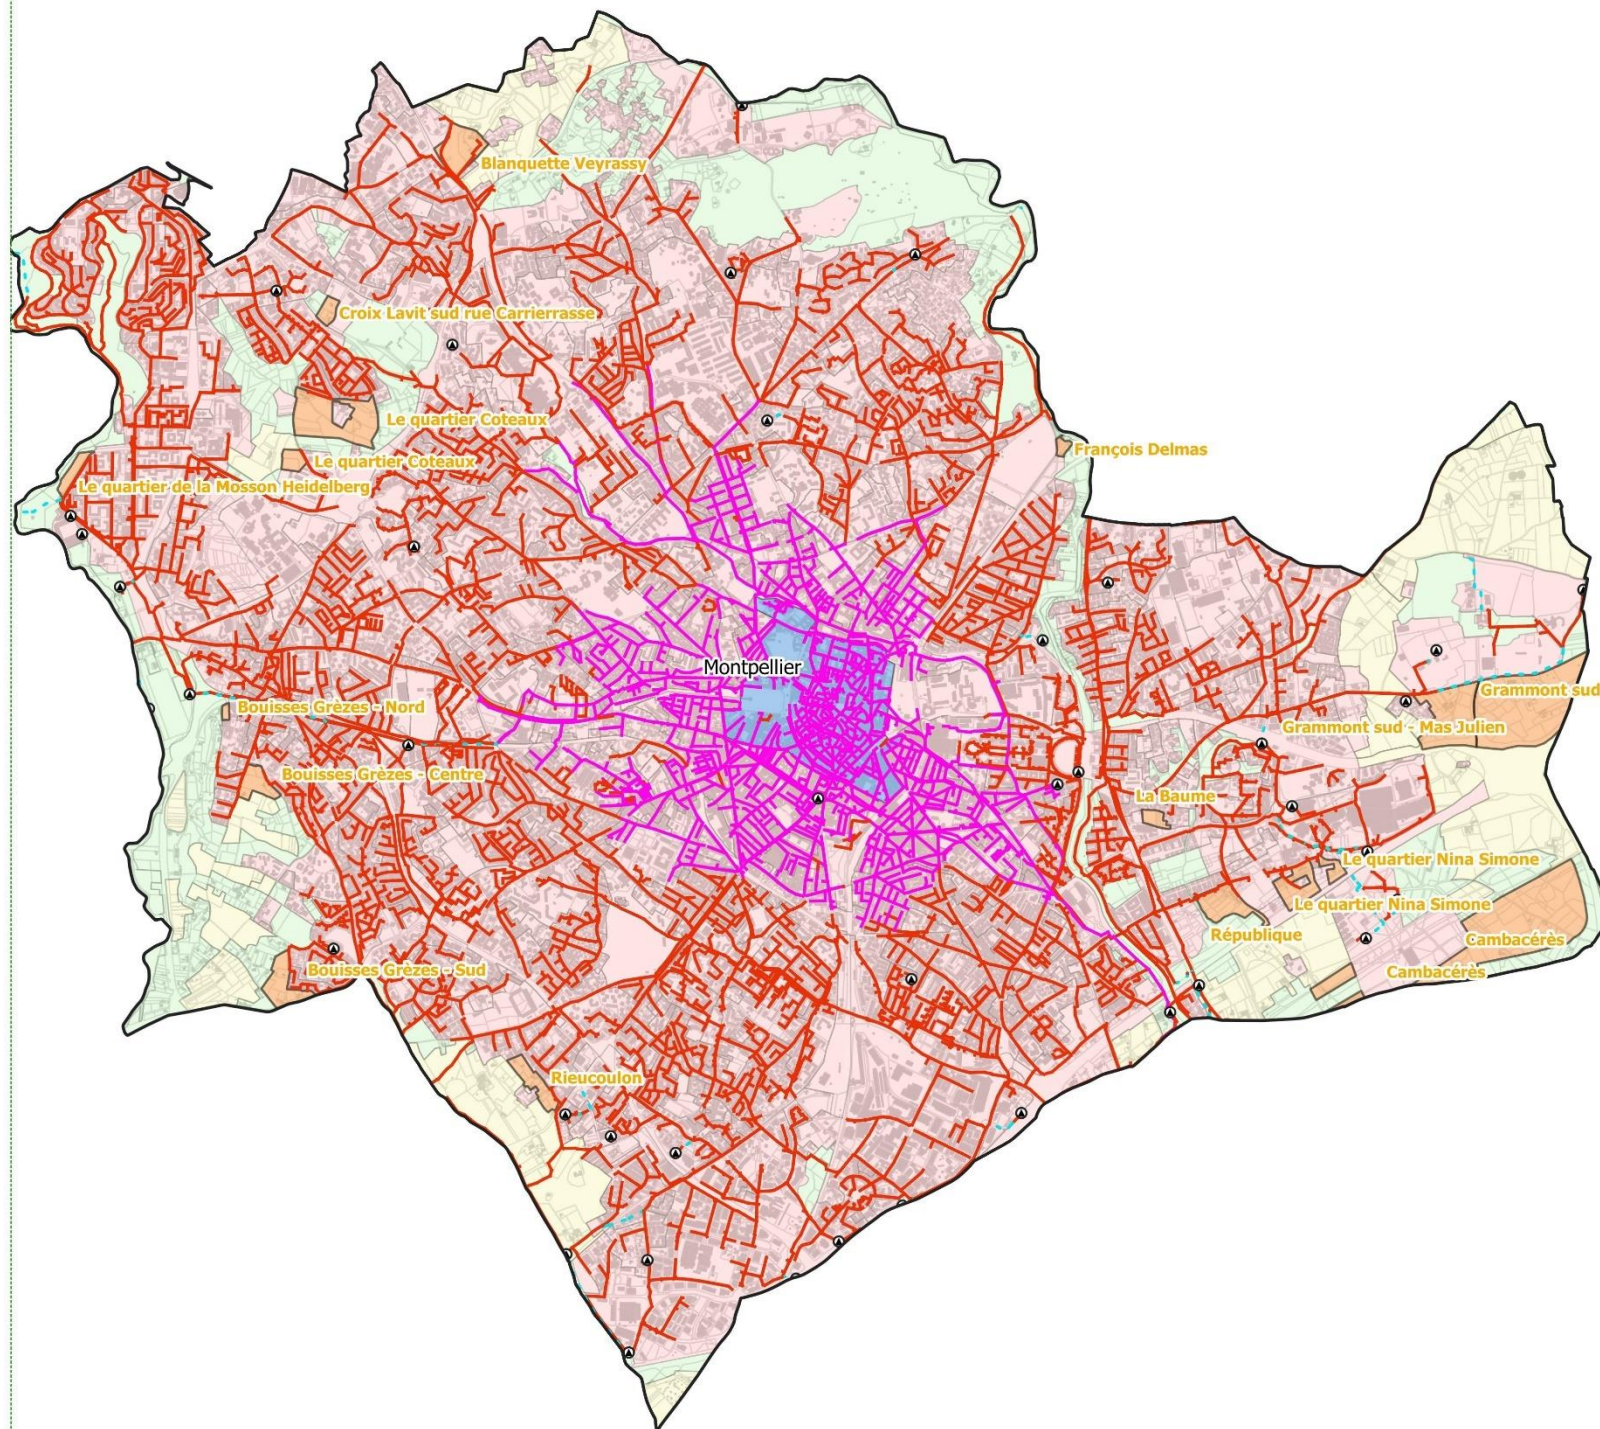 Blanquette Veyrassy
Croix Lavit sud rue Carrierrasse
Le quartier Coteaux
François Delmas
Le quartier Coteaux
Le quartier de la Mosson Heidelberg
Montpellier
Grammont sud
Bouisses Grèzes - Nord
Grammont sud - Mas Julien
Bouisses Grèzes - Centre
La Baume
Le quartier Nina Simone
Le quartier Nina Simone
République
Cambacérès
Bouisses Grèzes - Sud
Cambacérès
Rieucoulon